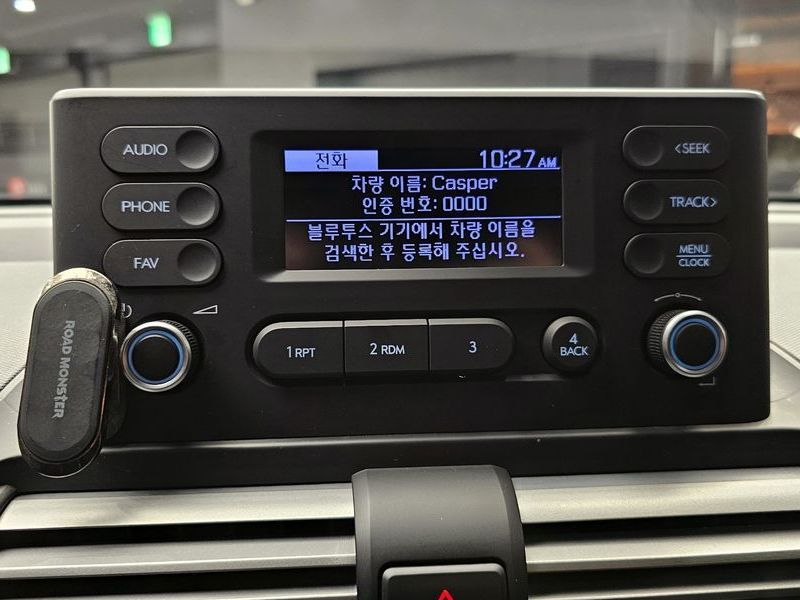 AUDIO
PHONE
FAV
전화 10:27 AM
차량 이름: Casper
인증 번호: 0000
블루투스 기기에서 차량 이름을
검색한 후 등록해 주십시오.
<SEEK
TRACK>
MENU
CLOCK
1 RPT
2 RDM
3
4
BACK
ROAD MONSTER